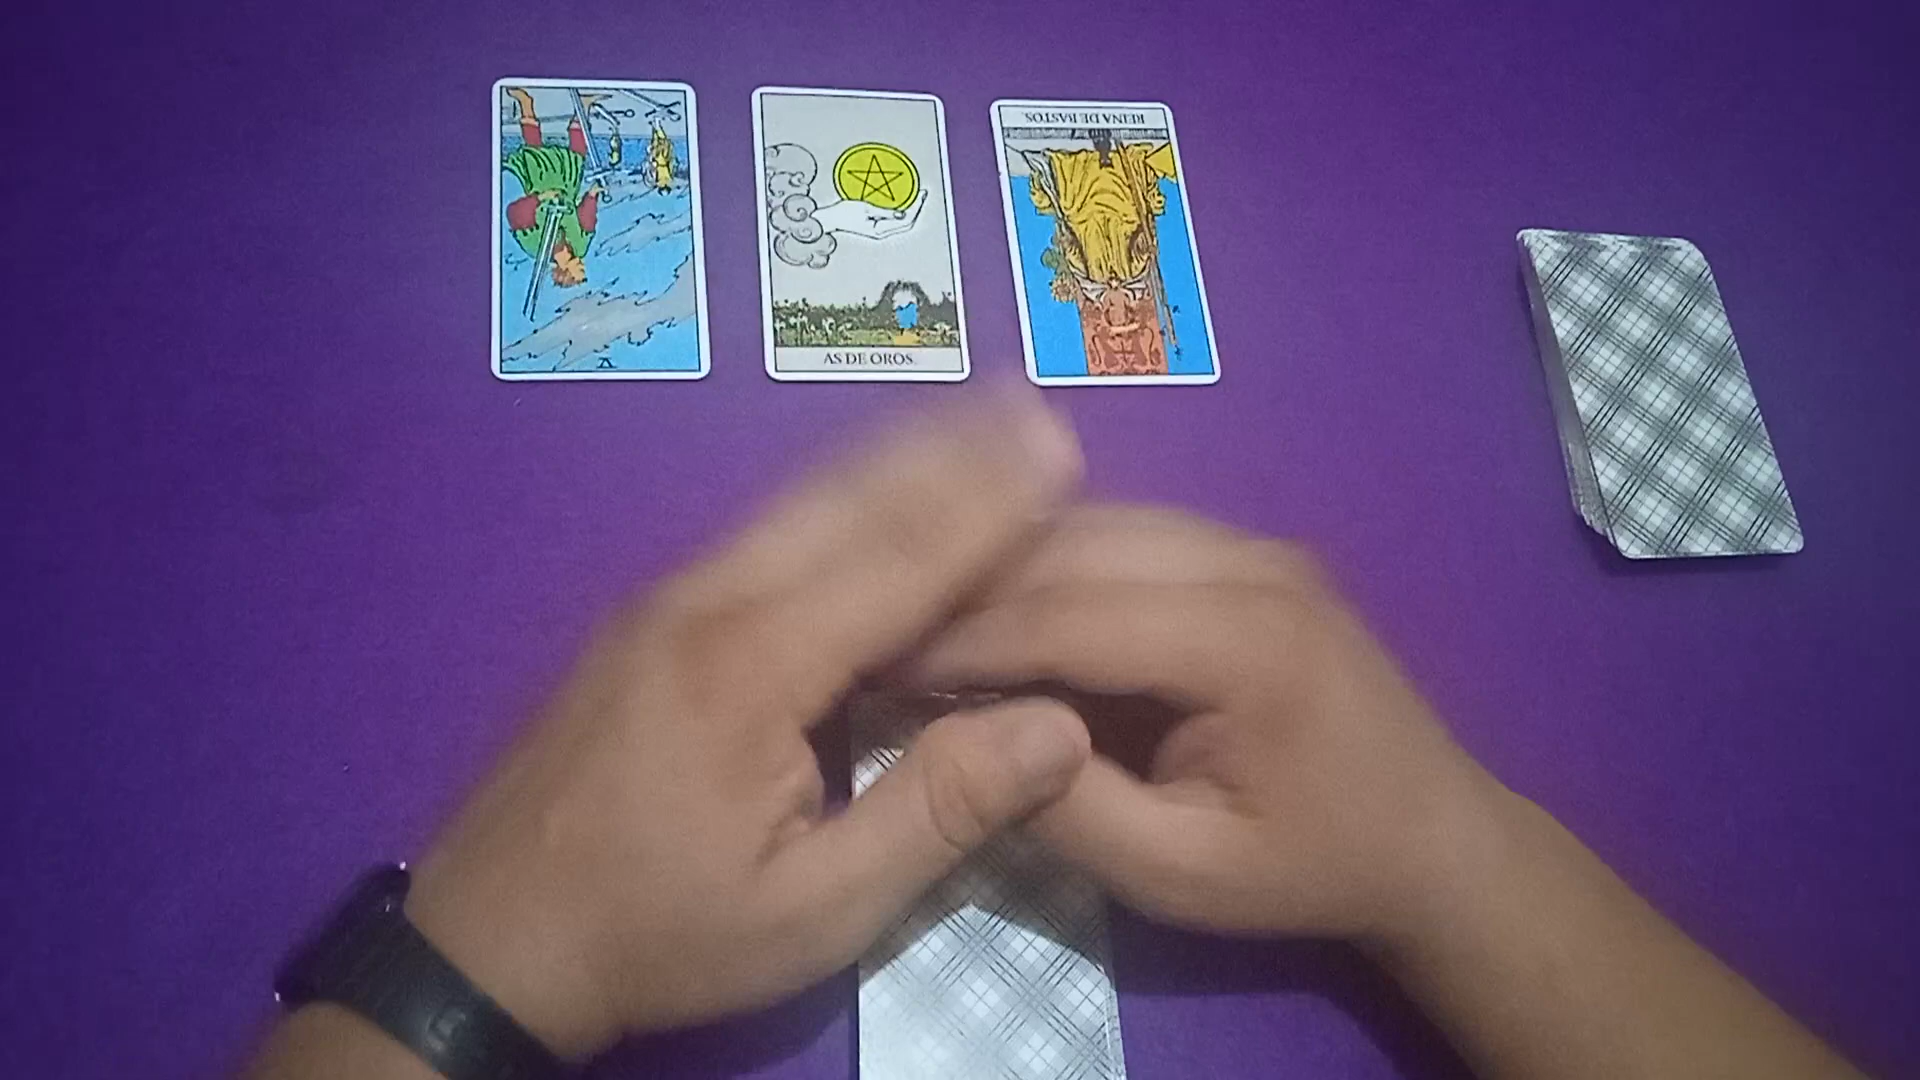 V
AS DE OROS.
REINA DE BASTOS.